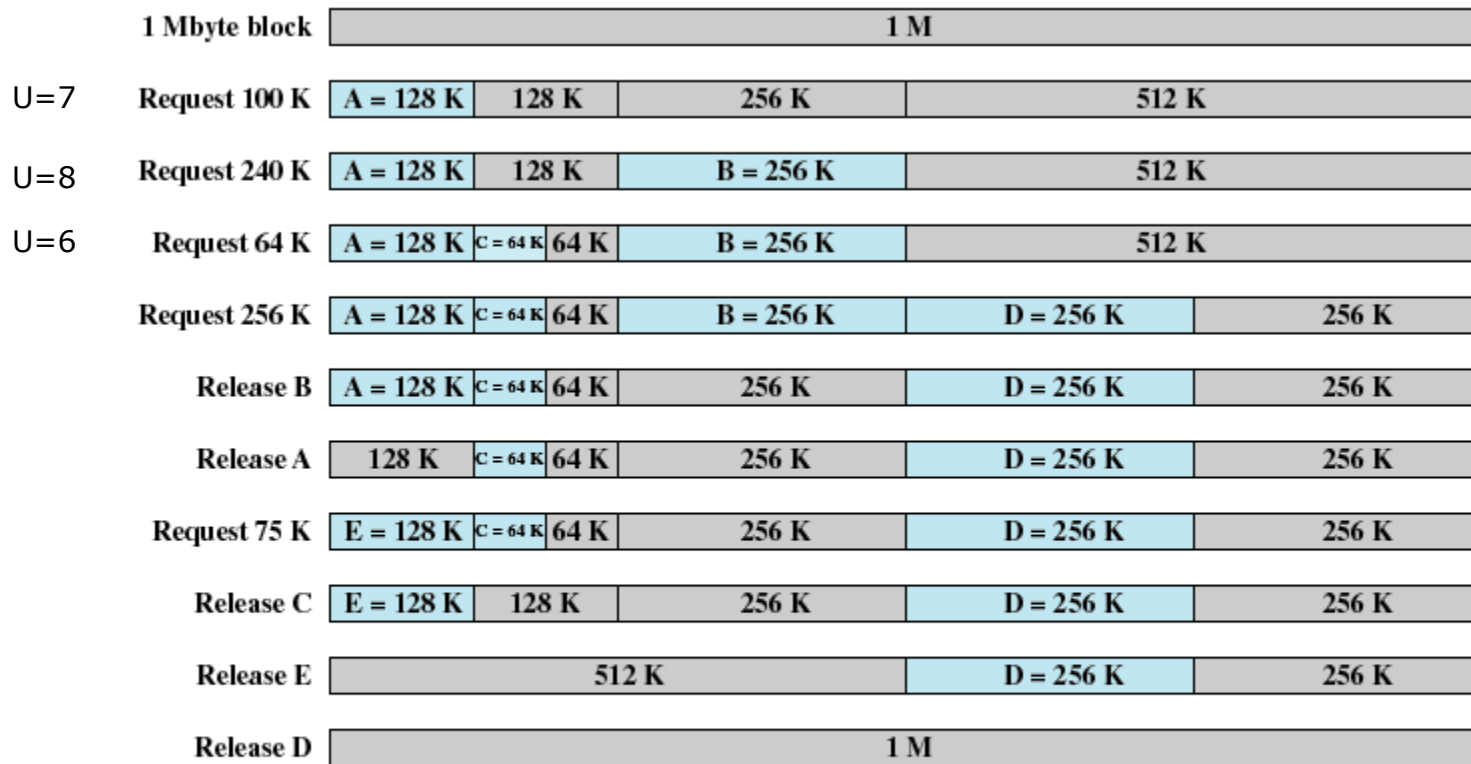 1 Mbyte block 1 M
U=7 Request 100 K A = 128 K 128 K 256 K 512 K
U=8 Request 240 K A = 128 K 128 K B = 256 K 512 K
U=6 Request 64 K A = 128 K C = 64 K 64 K B = 256 K 512 K
Request 256 K A = 128 K C = 64 K 64 K B = 256 K D = 256 K 256 K
Release B A = 128 K C = 64 K 64 K 256 K D = 256 K 256 K
Release A 128 K C = 64 K 64 K 256 K D = 256 K 256 K
Request 75 K E = 128 K C = 64 K 64 K 256 K D = 256 K 256 K
Release C E = 128 K 128 K 256 K D = 256 K 256 K
Release E 512 K D = 256 K 256 K
Release D 1 M